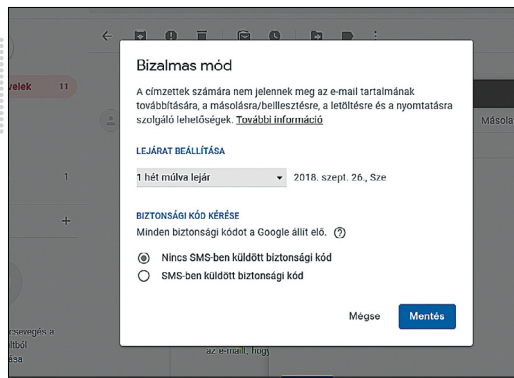 Bizalmas mód
A címzettek számára nem jelennek meg az e-mail tartalmának
továbbítására, a másolásra/beillesztésre, a letöltésre és a nyomtatásra
szolgáló lehetőségek. További információ
LEJÁRAT BEÁLLÍTÁSA
1 hét múlva lejár 2018. szept. 26., Sze
BIZTONSÁGI KÓD KÉRÉSE
Minden biztonsági kódot a Google állít elő.
Nincs SMS-ben küldött biztonsági kód
SMS-ben küldött biztonsági kód
Mégse Mentés
velek 11
Másola
1
csevegés a
ltból
ása.
az e-mailt, hogy